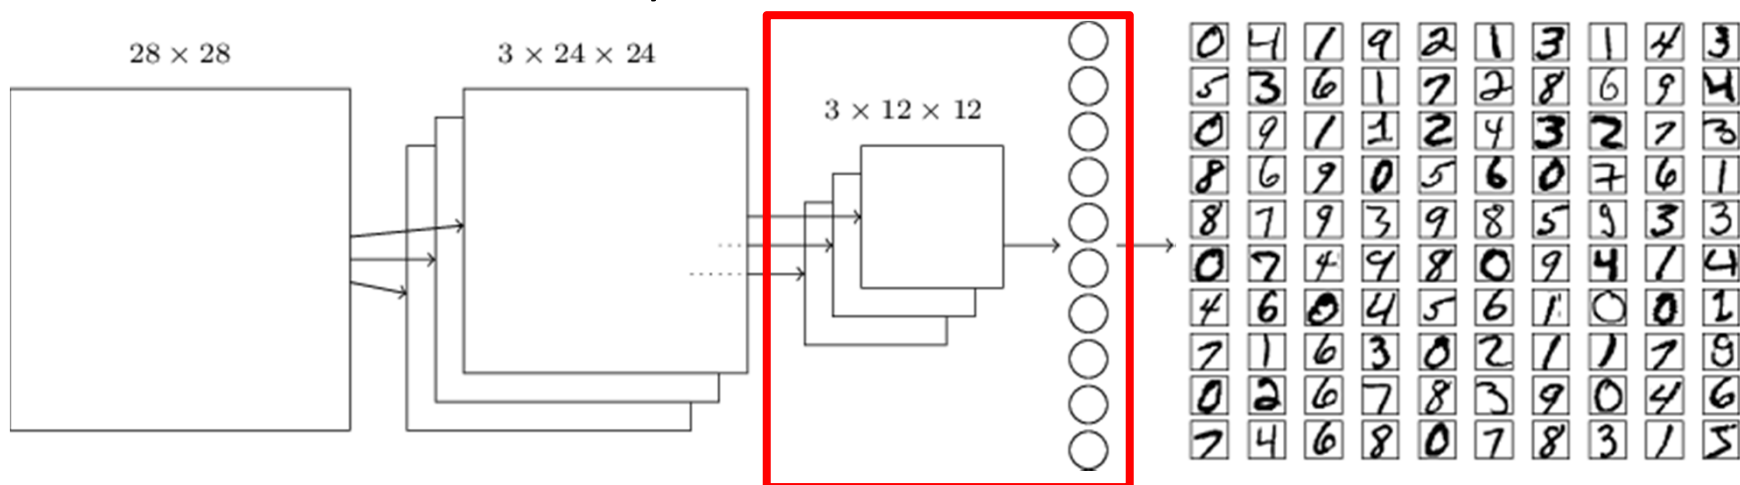 28 × 28
3 × 24 × 24
3 × 12 × 12
0 4 1 9 2 1 3 1 4 3
5 3 6 1 7 2 8 6 9 4
0 9 1 1 2 4 3 2 7 3
8 6 9 0 5 6 0 7 6 1
8 7 9 3 9 8 5 9 3 3
0 7 4 9 8 0 9 4 1 4
4 6 0 4 5 6 1 0 0 1
7 1 6 3 0 2 1 1 7 9
0 2 6 7 8 3 9 0 4 6
7 4 6 8 0 7 8 3 1 5